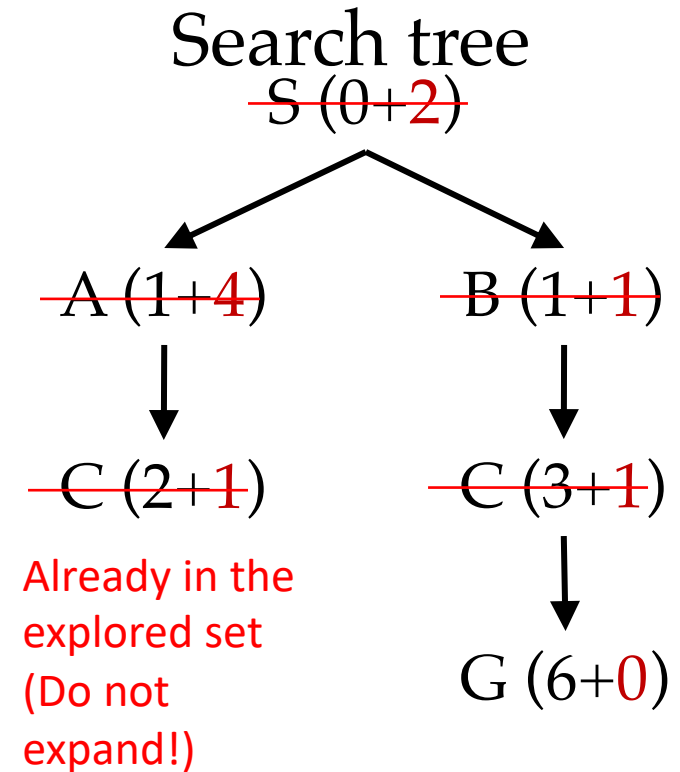 Search tree
S (0+2)
A (1+4) B (1+1)
C (2+1) C (3+1)
Already in the
explored set
(Do not
expand!)
G (6+0)